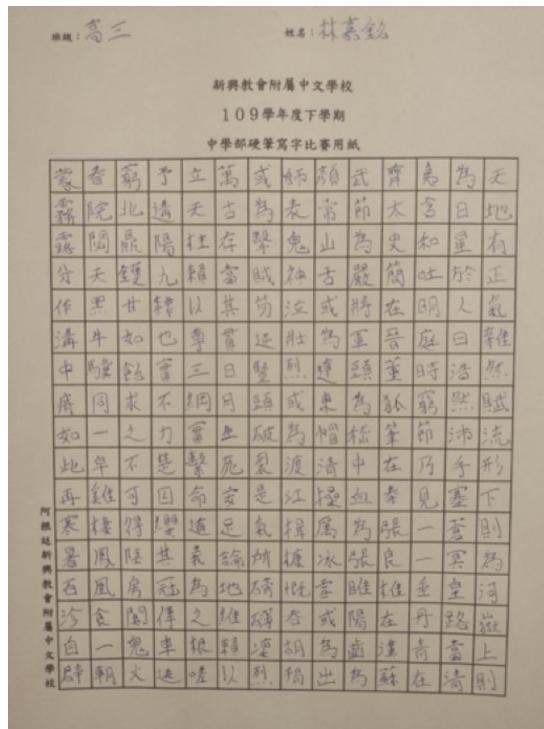 班級：高三
姓名：林嘉銘
新興教會附屬中文學校
109學年度下學期
中學部硬筆寫字比賽用紙
天地有正氣雜然賦流形下則為河嶽上則
為日星於人曰浩然沛乎塞蒼冥皇路當清
夷含和吐明庭時窮節乃見一一垂丹青在
齊太史簡在晉董狐筆在秦張良椎在漢蘇
武節為嚴將軍頭為嵇中血為張睢陽齒為
顏常山舌或為遼東帽清操厲冰雪或為出
師表鬼神泣壯烈或為渡江楫慷慨吞胡羯
或為擊賊笏逆豎頭破裂是氣所磅礴凜烈
萬古存當其貫日月生死安足論地維賴以
立天柱賴以尊三綱實繫命道義為之根嗟
予遘陽九隸也實不力楚囚纓其冠傳車送
窮北鼎鑊甘如飴求之不可得陰房闃鬼火
春院閟天黑牛驥同一皁雞棲鳳凰食一朝
蒙霧露分作溝中瘠如此再寒暑百沴自辟
阿根廷新興教會附屬中文學校